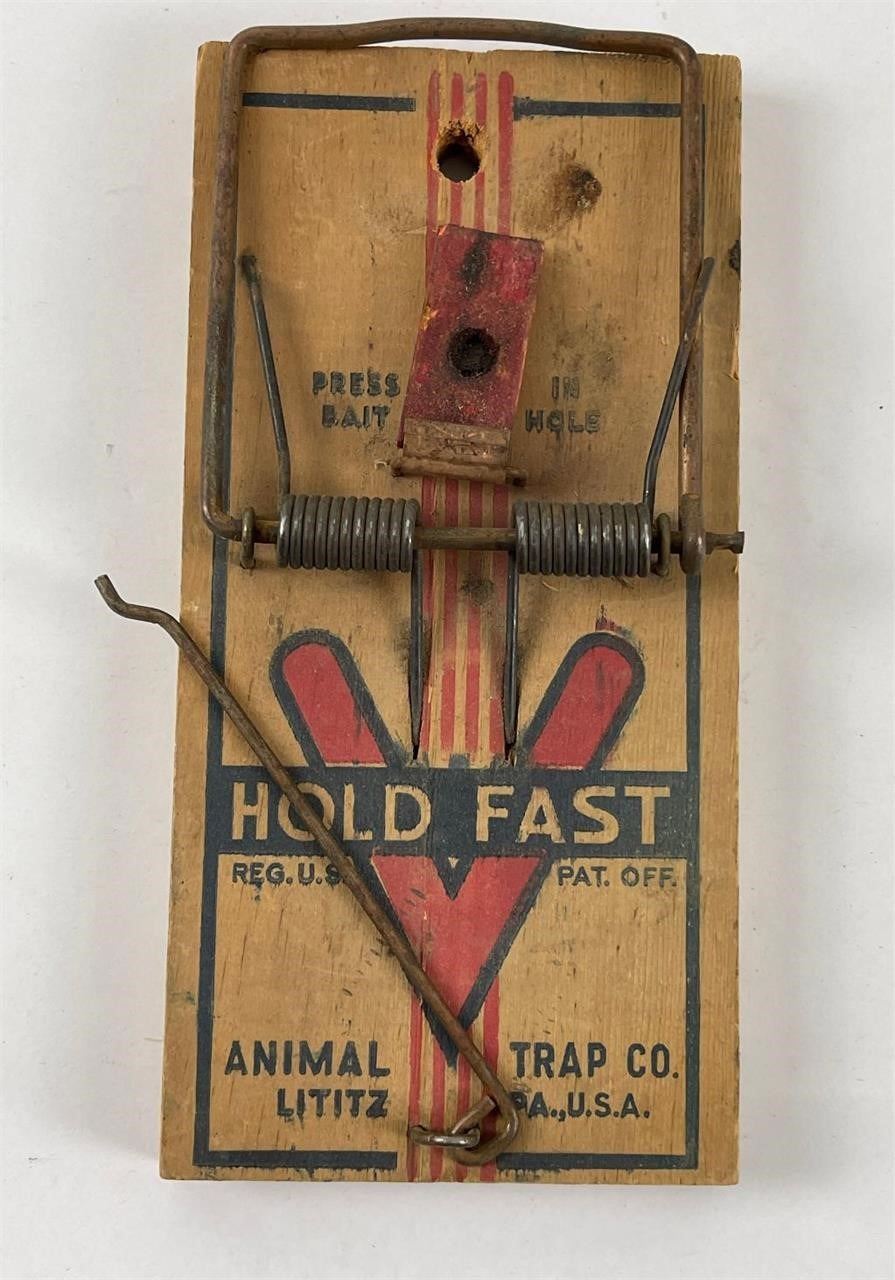 PRESS IN
BAIT HOLE
HOLD FAST
REG. U.S. PAT. OFF.
ANIMAL TRAP CO.
LITITZ PA., U.S.A.